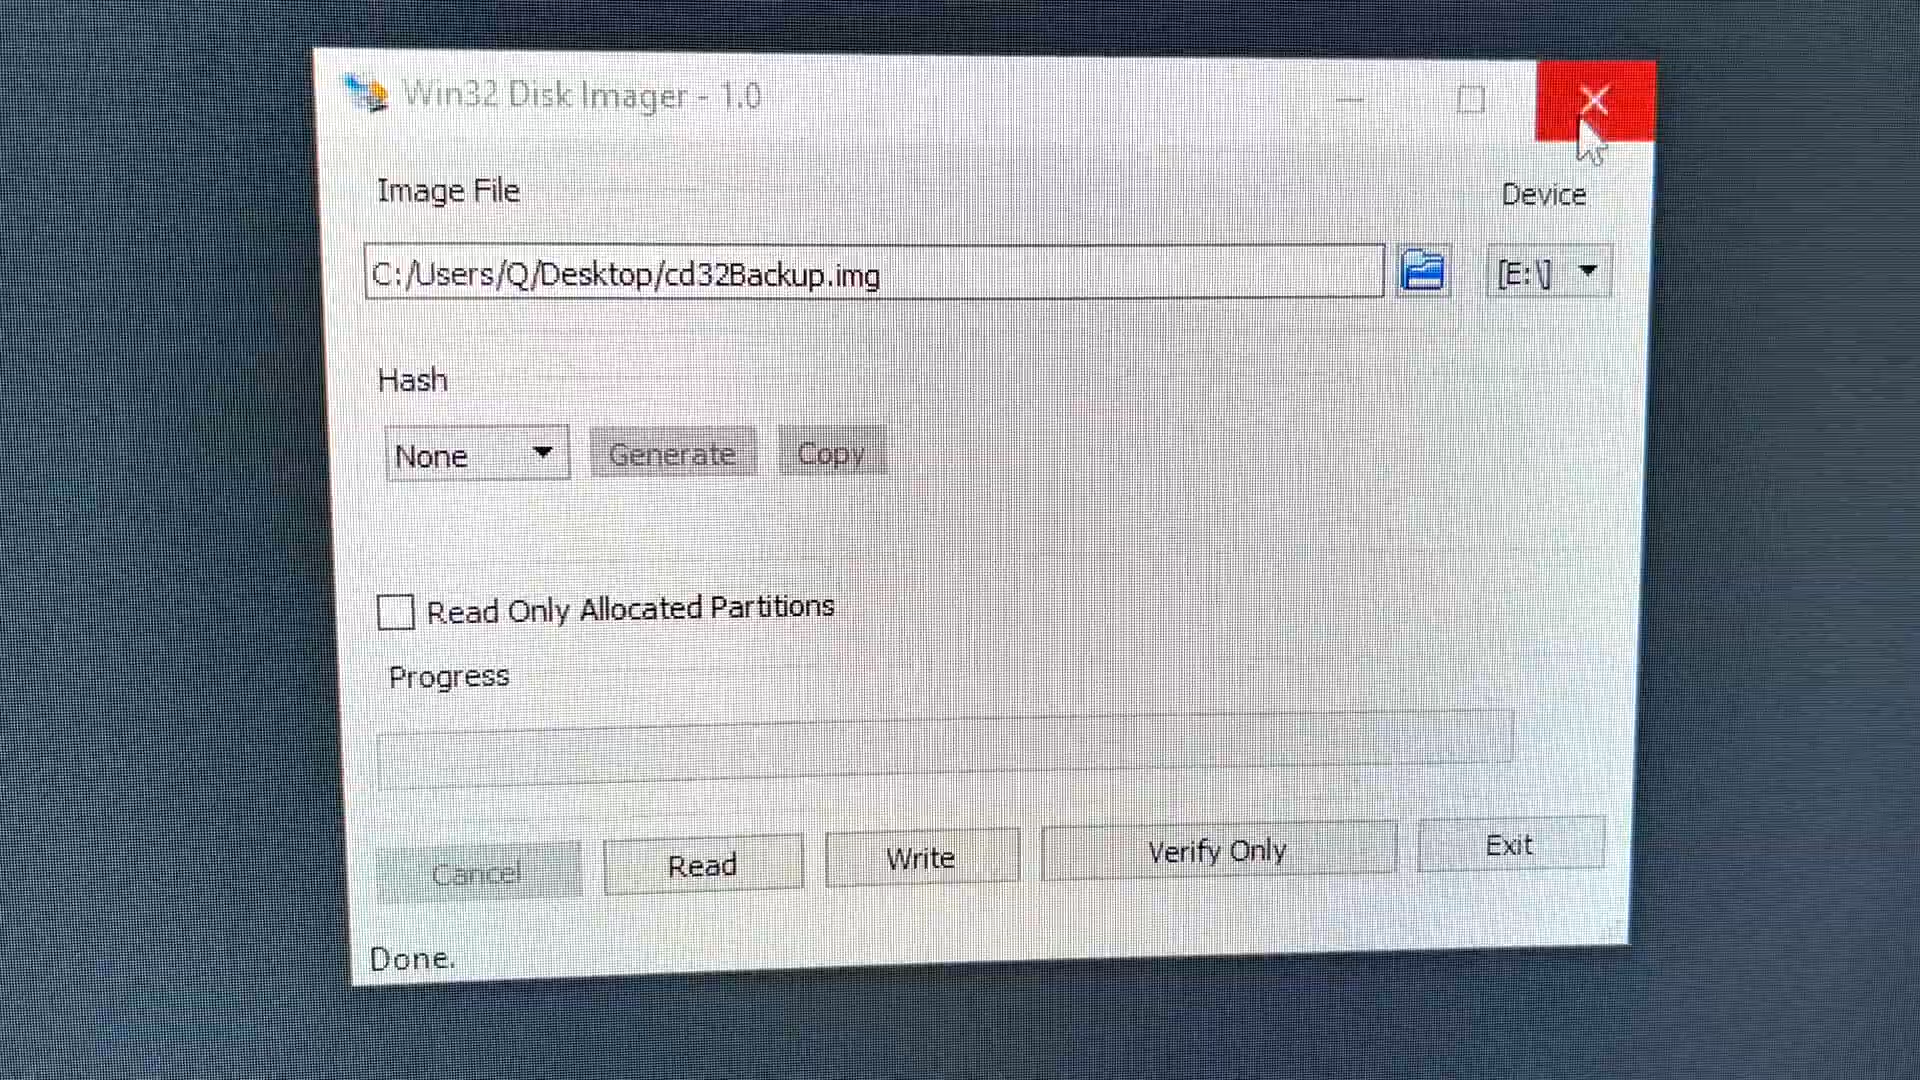 Win32 Disk Imager - 1.0
Image File
Device
C:/Users/Q/Desktop/cd32Backup.img
[E:\]
Hash
None
Generate
Copy
Read Only Allocated Partitions
Progress
Cancel
Read
Write
Verify Only
Exit
Done.